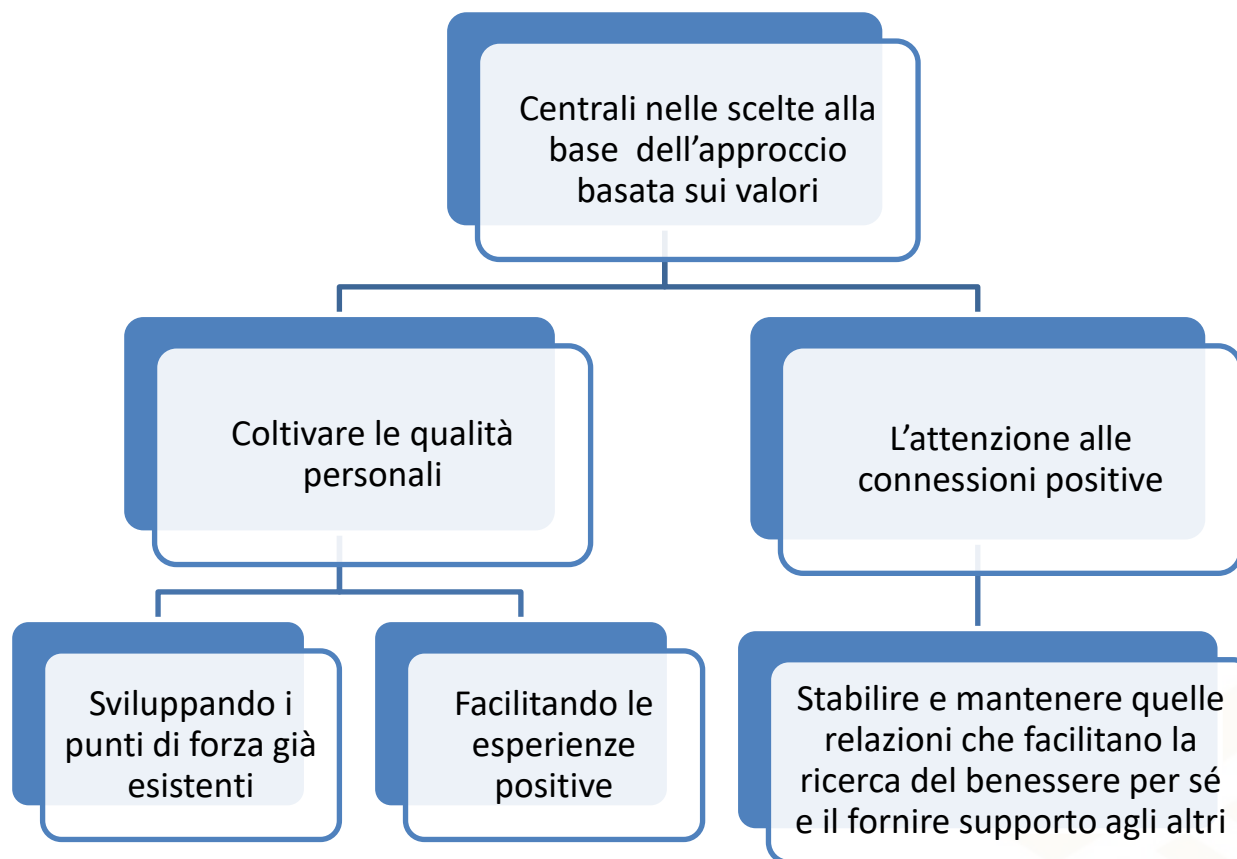 Centrali nelle scelte alla
base dell’approccio
basata sui valori
Coltivare le qualità
personali
L’attenzione alle
connessioni positive
Sviluppando i
punti di forza già
esistenti
Facilitando le
esperienze
positive
Stabilire e mantenere quelle
relazioni che facilitano la
ricerca del benessere per sé
e il fornire supporto agli altri